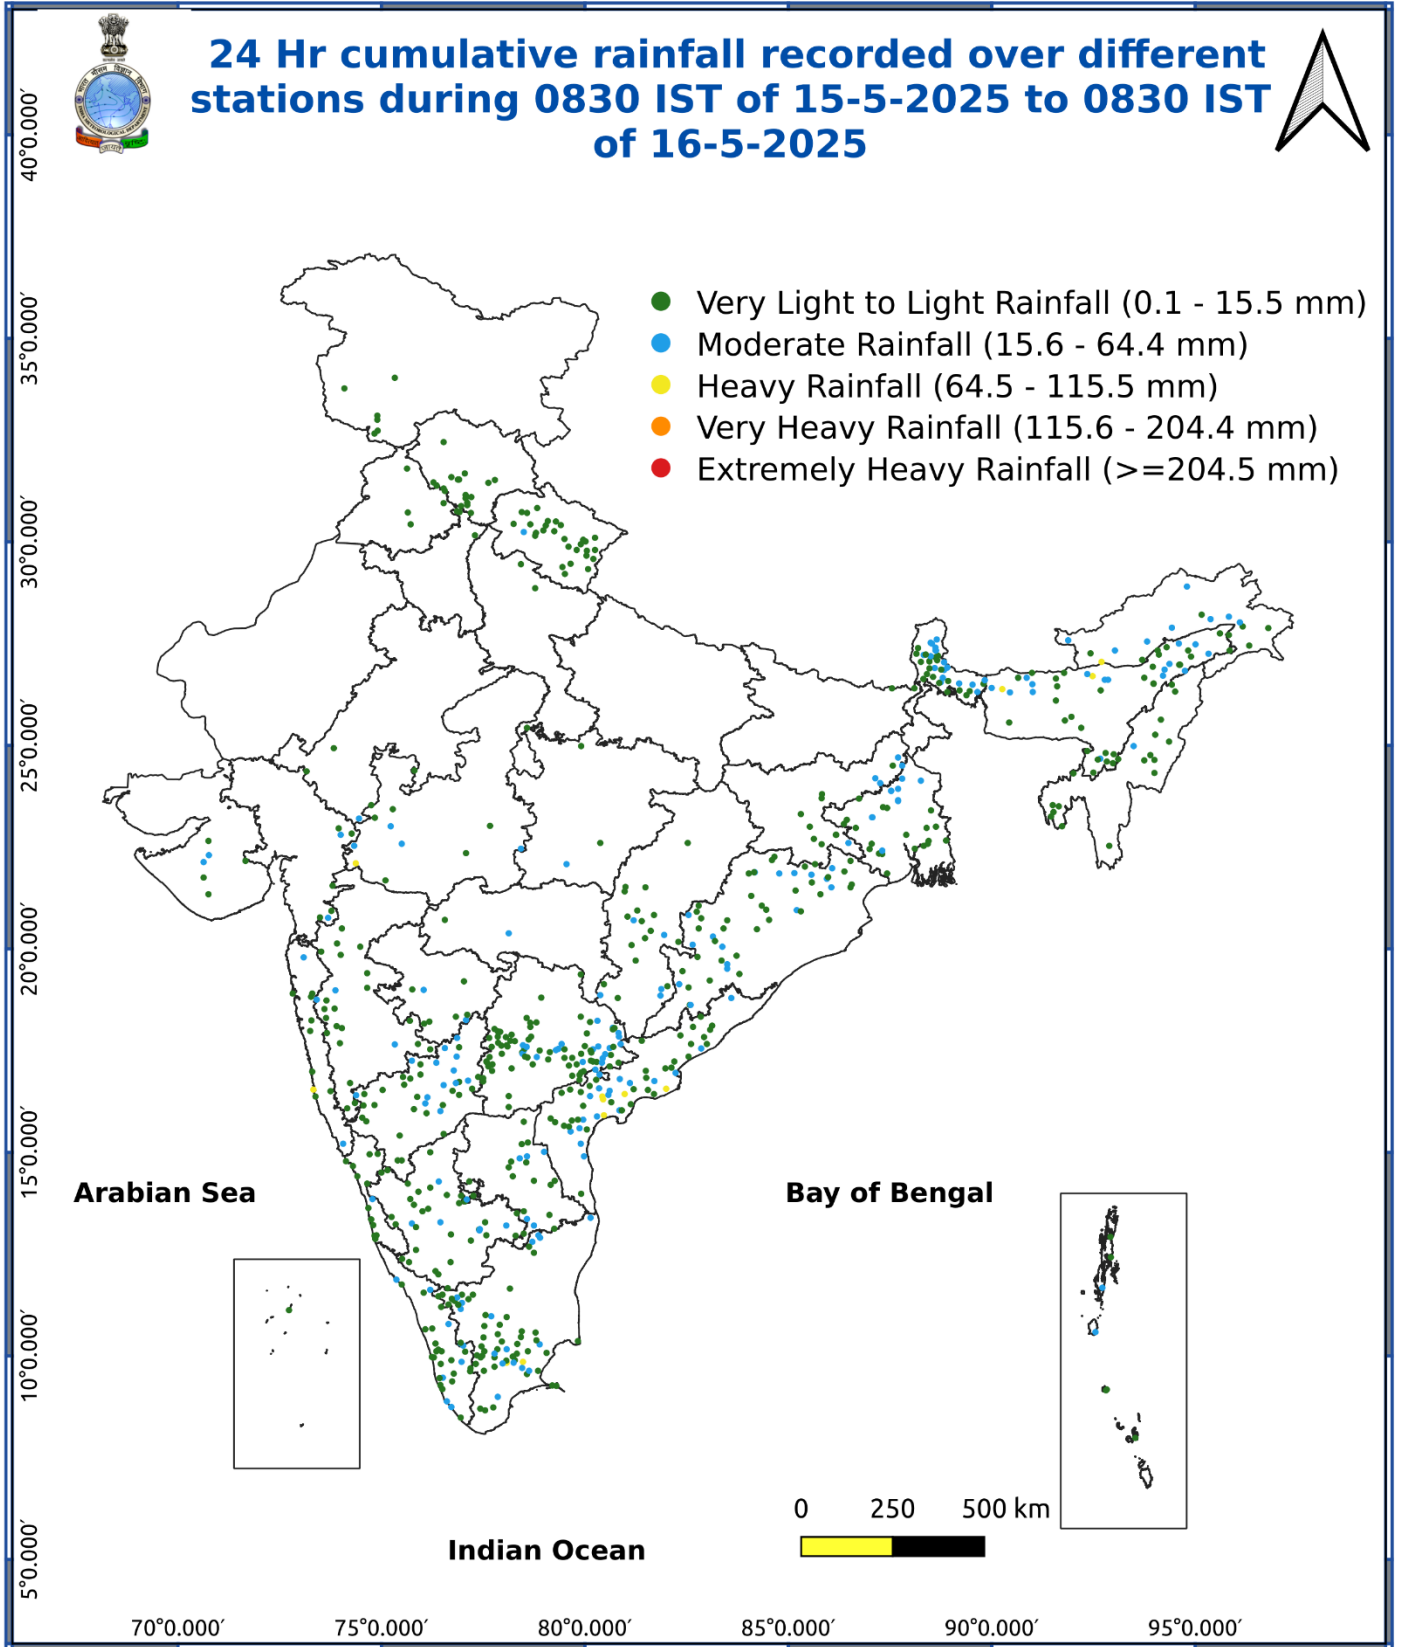 24 Hr cumulative rainfall recorded over different
stations during 0830 IST of 15-5-2025 to 0830 IST
of 16-5-2025
Very Light to Light Rainfall (0.1 - 15.5 mm)
Moderate Rainfall (15.6 - 64.4 mm)
Heavy Rainfall (64.5 - 115.5 mm)
Very Heavy Rainfall (115.6 - 204.4 mm)
Extremely Heavy Rainfall (>=204.5 mm)
40°0.000′
35°0.000′
30°0.000′
25°0.000′
20°0.000′
15°0.000′
10°0.000′
5°0.000′
Arabian Sea
Bay of Bengal
Indian Ocean
0 250 500 km
70°0.000′ 75°0.000′ 80°0.000′ 85°0.000′ 90°0.000′ 95°0.000′